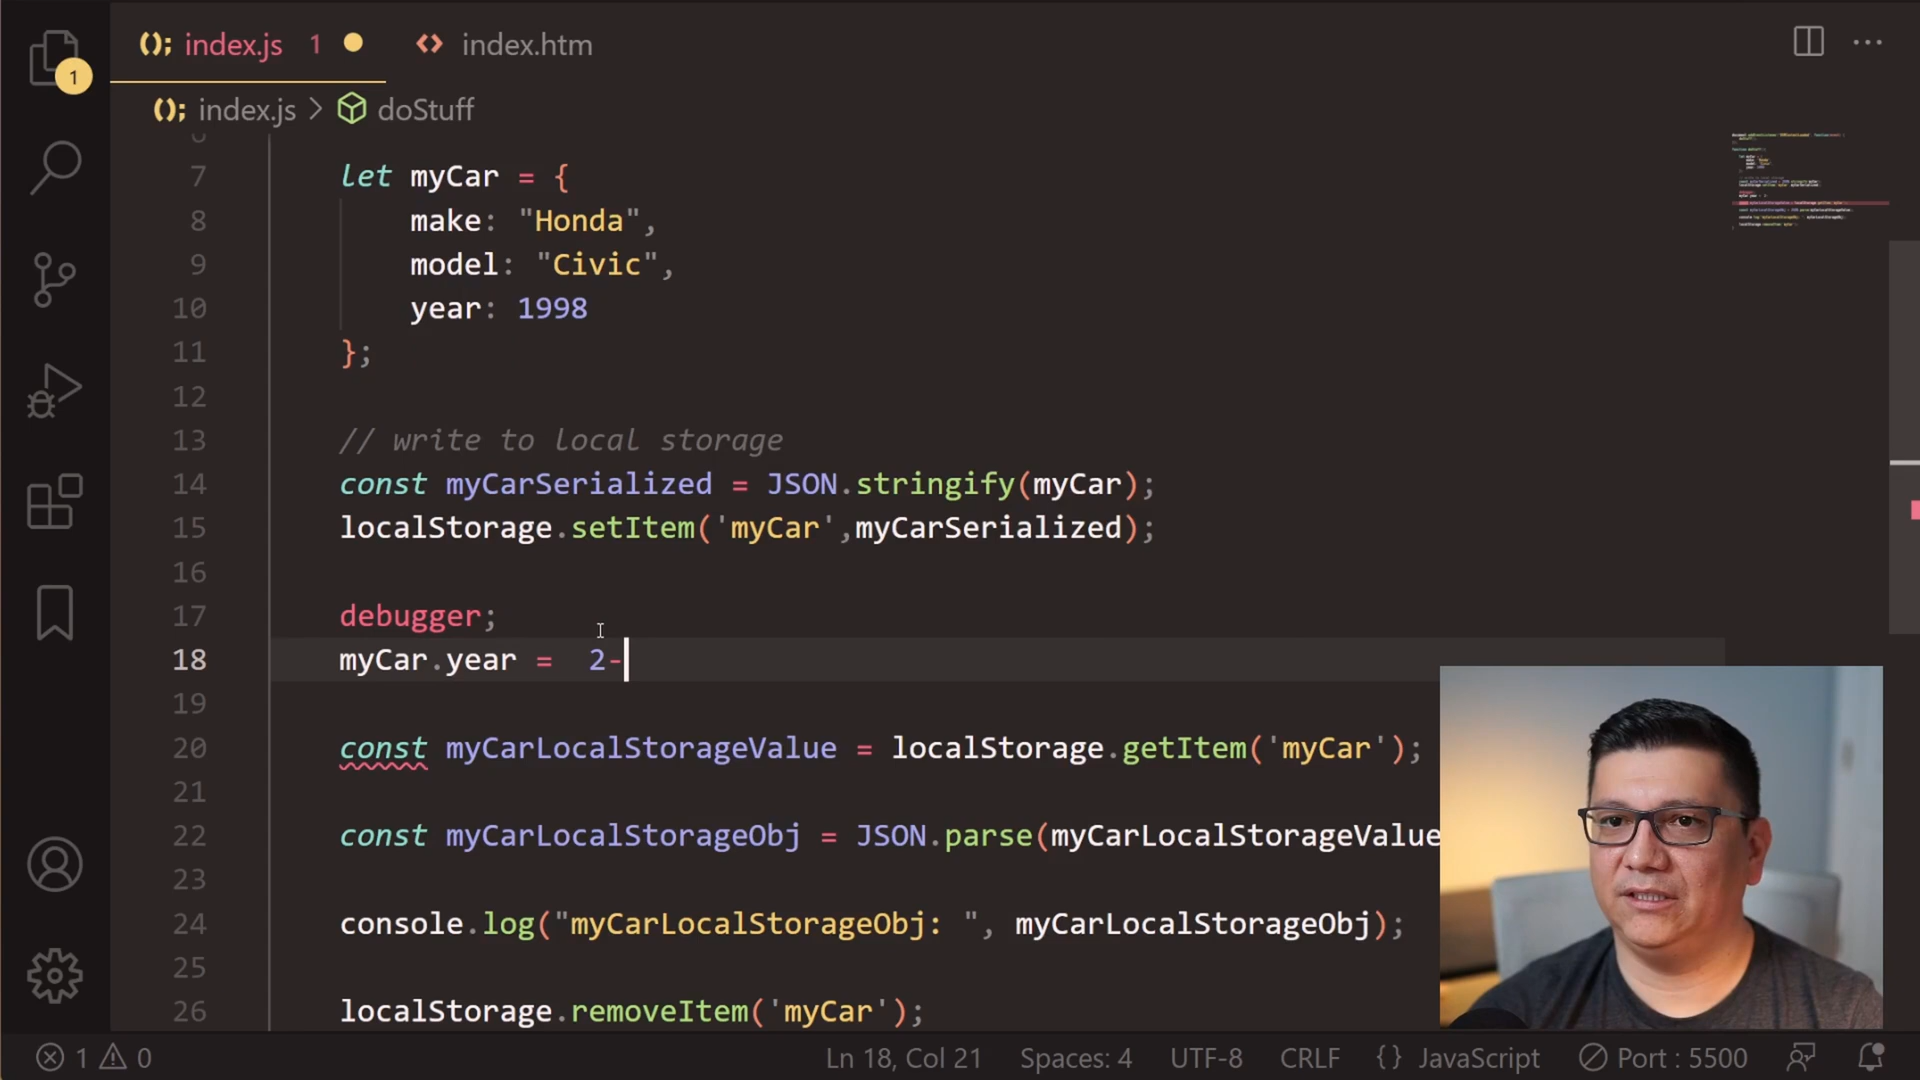 index.js 1
index.htm
1
index.js > doStuff
6
7 let myCar = {
8 make: "Honda",
9 model: "Civic",
10 year: 1998
11 };
12
13 // write to local storage
14 const myCarSerialized = JSON.stringify(myCar);
15 localStorage.setItem('myCar',myCarSerialized);
16
17 debugger;
18 myCar.year =  2-
19
20 const myCarLocalStorageValue = localStorage.getItem('myCar');
21
22 const myCarLocalStorageObj = JSON.parse(myCarLocalStorageValue
23
24 console.log("myCarLocalStorageObj: ", myCarLocalStorageObj);
25
26 localStorage.removeItem('myCar');
1 0 Ln 18, Col 21 Spaces: 4 UTF-8 CRLF {} JavaScript Port : 5500